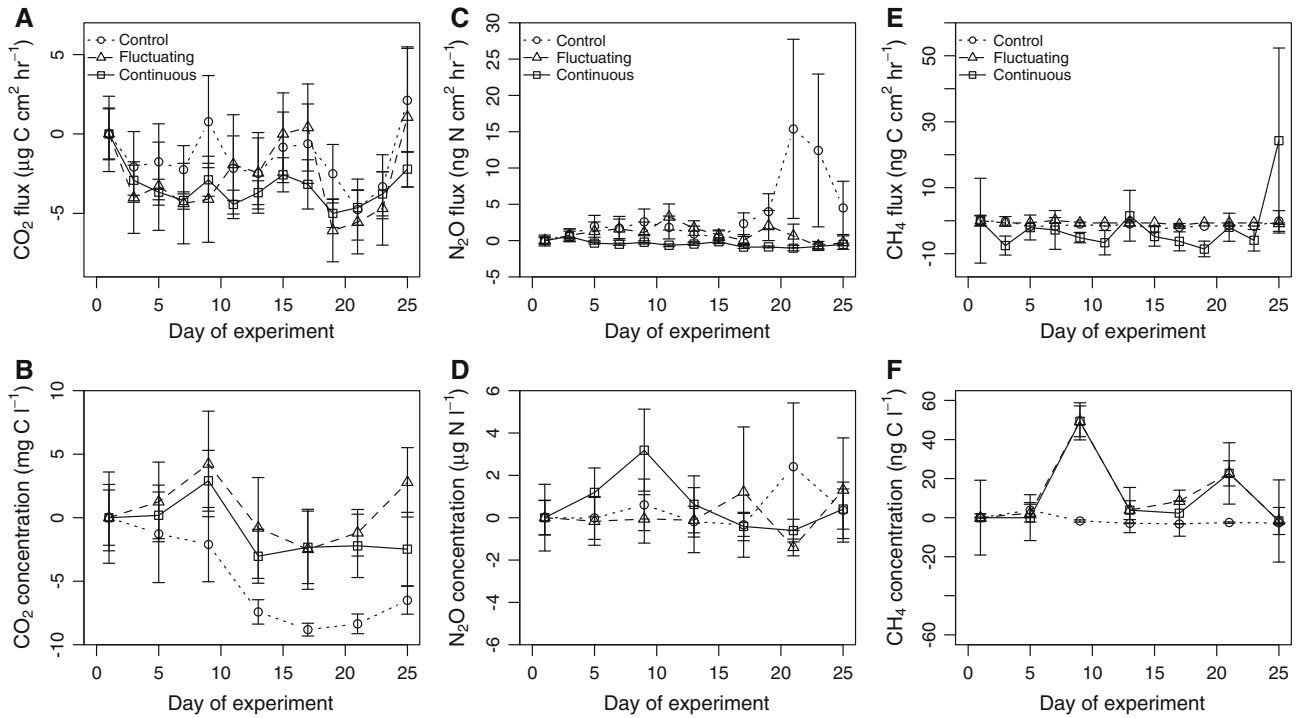 A
CO₂ flux (µg C cm² hr⁻¹)
5
0
5
Control
Fluctuating
Continuous
0 5 10 15 20 25
Day of experiment
C
N₂O flux (ng N cm² hr⁻¹)
30
25
20
15
10
5
0
-5
Control
Fluctuating
Continuous
0 5 10 15 20 25
Day of experiment
E
CH₄ flux (ng C cm² hr⁻¹)
50
30
10
-10
Control
Fluctuating
Continuous
0 5 10 15 20 25
Day of experiment
B
CO₂ concentration (mg C l⁻¹)
10
5
0
-5
-10
0 5 10 15 20 25
Day of experiment
D
N₂O concentration (µg N l⁻¹)
6
4
2
0
-2
-4
-6
0 5 10 15 20 25
Day of experiment
F
CH₄ concentration (ng C l⁻¹)
60
40
20
0
-20
-60
0 5 10 15 20 25
Day of experiment